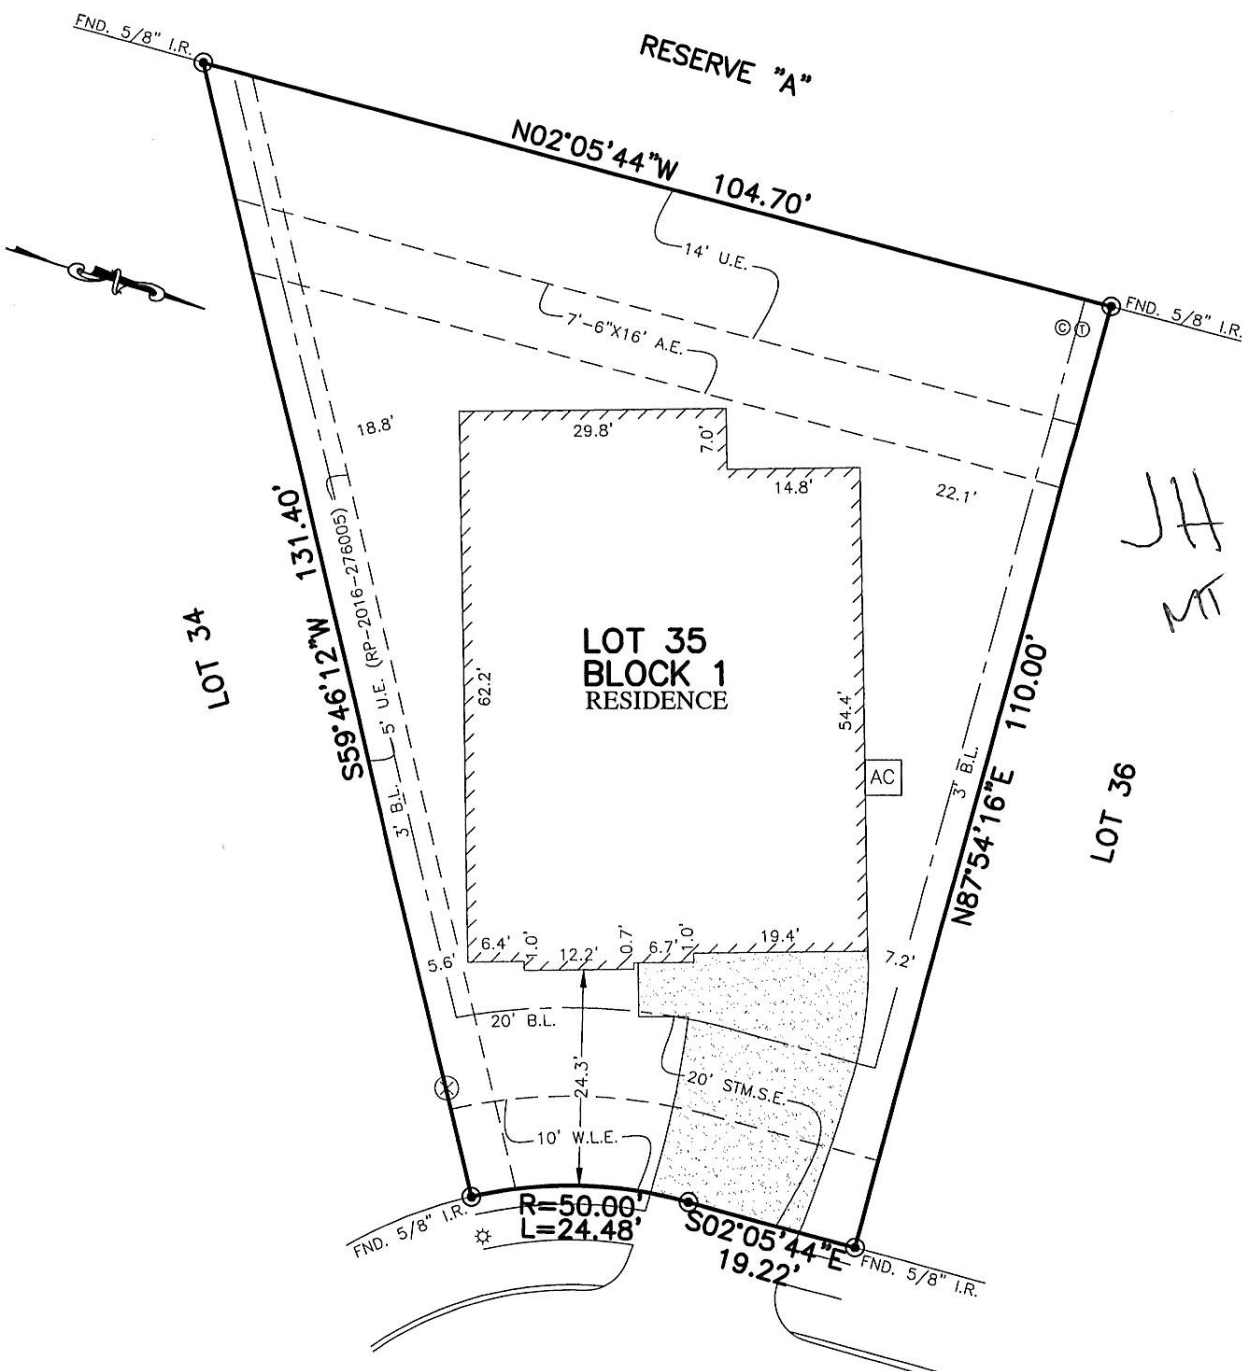 FND. 5/8" I.R.
RESERVE "A"
N02°05'44"W 104.70'
14' U.E.
7'-6"X16' A.E.
FND. 5/8" I.R.
C T
29.8'
7.0'
18.8'
14.8'
22.1'
JH
MT
S59°46'12"W 131.40'
5' U.E. (RP-2016-276005)
LOT 34
LOT 35
BLOCK 1
RESIDENCE
62.2'
54.4'
AC
3' B.L.
3' B.L.
N87°54'16"E 110.00'
LOT 36
6.4'
1.0'
12.2'
0.7'
6.7'
1.0'
19.4'
5.6'
7.2'
20' B.L.
24.3'
20' STM.S.E.
10' W.L.E.
R=50.00'
L=24.48'
S02°05'44"E
19.22'
FND. 5/8" I.R.
FND. 5/8" I.R.